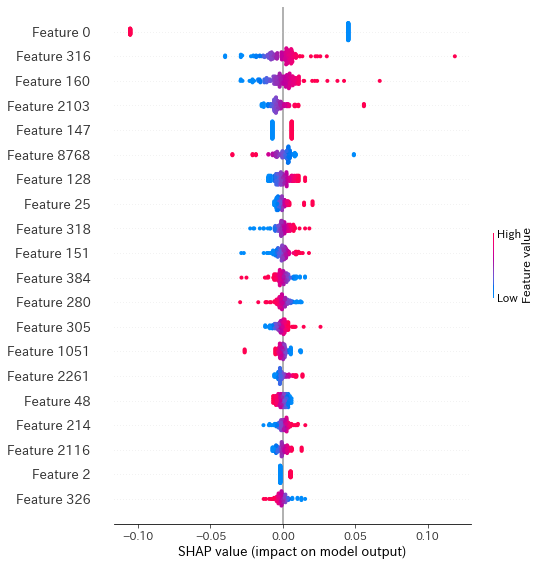 Feature 0
Feature 316
Feature 160
Feature 2103
Feature 147
Feature 8768
Feature 128
Feature 25
Feature 318
Feature 151
Feature 384
Feature 280
Feature 305
Feature 1051
Feature 2261
Feature 48
Feature 214
Feature 2116
Feature 2
Feature 326
−0.10 −0.05 0.00 0.05 0.10
SHAP value (impact on model output)
High
Low
Feature value